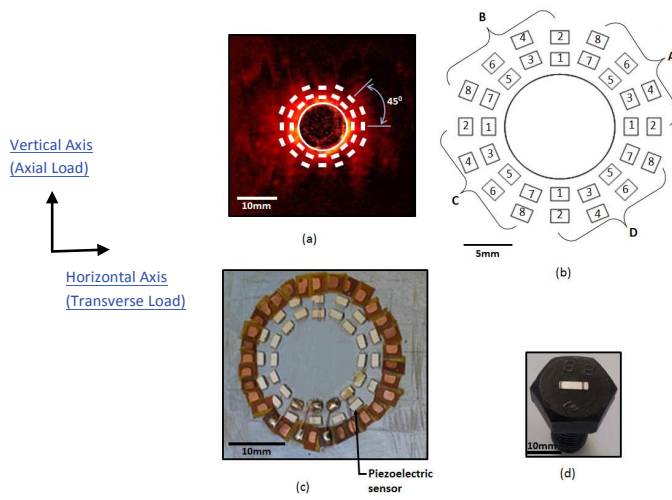 Vertical Axis
(Axial Load)
Horizontal Axis
(Transverse Load)
45⁰
10mm
(a)
B
A
C
D
4 2 8
6 3 1 7 6
5 5
8 7 3 4
2 1 1 2
4 3 7 8
6 5 5 6
7 1 3
8 2 4
5mm
(b)
10mm
Piezoelectric
sensor
(c)
10mm
(d)